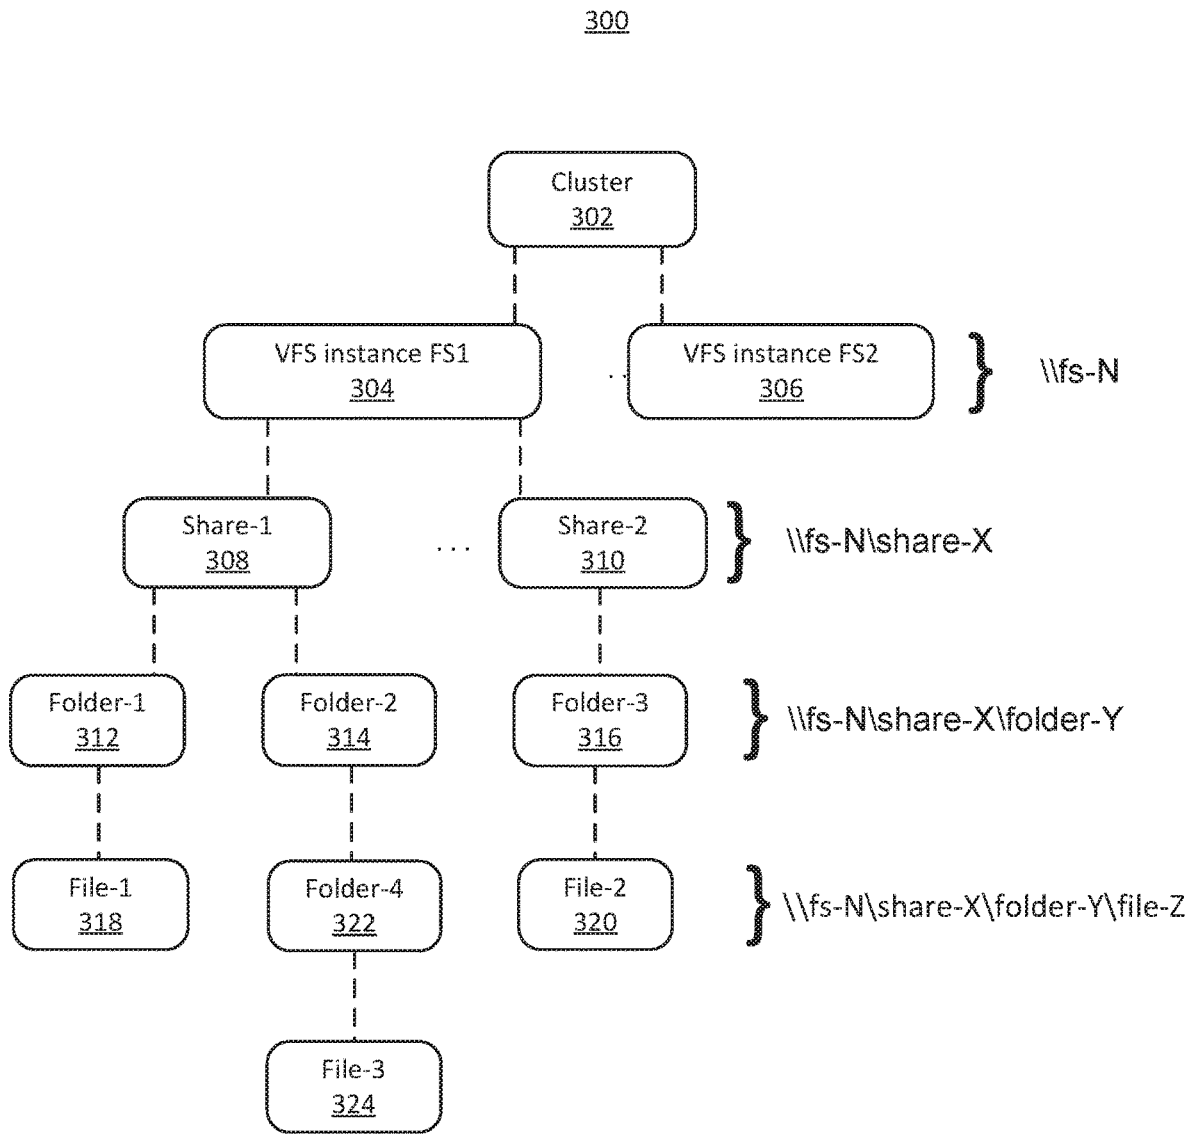 300
Cluster
302
VFS instance FS1
304
. .
VFS instance FS2
306
\\fs-N
Share-1
308
. . .
Share-2
310
\\fs-N\share-X
Folder-1
312
Folder-2
314
Folder-3
316
\\fs-N\share-X\folder-Y
File-1
318
Folder-4
322
File-2
320
\\fs-N\share-X\folder-Y\file-Z
File-3
324